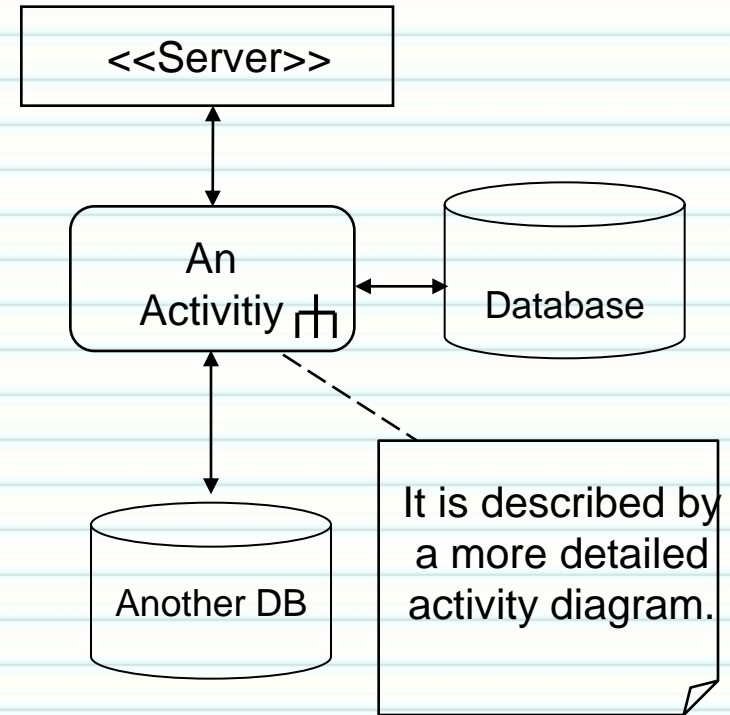 <<Server>>
An
Activitiy
Database
Another DB
It is described by
a more detailed
activity diagram.